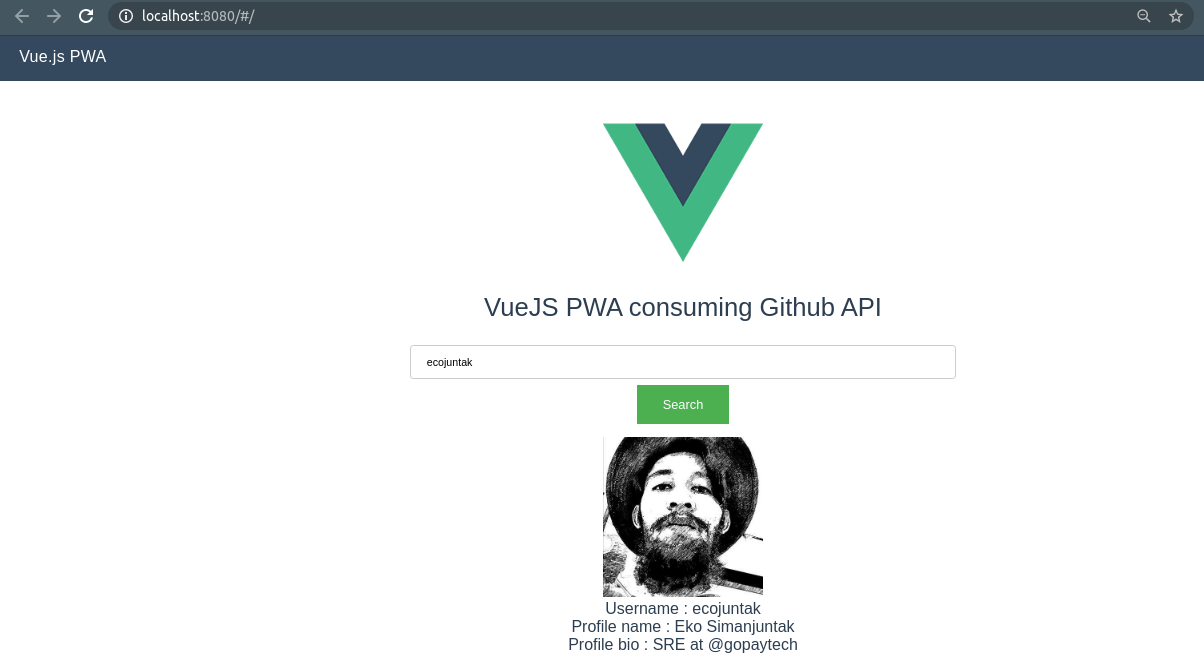 localhost:8080/#/
Vue.js PWA
VueJS PWA consuming Github API
ecojuntak
Search
Username : ecojuntak
Profile name : Eko Simanjuntak
Profile bio : SRE at @gopaytech